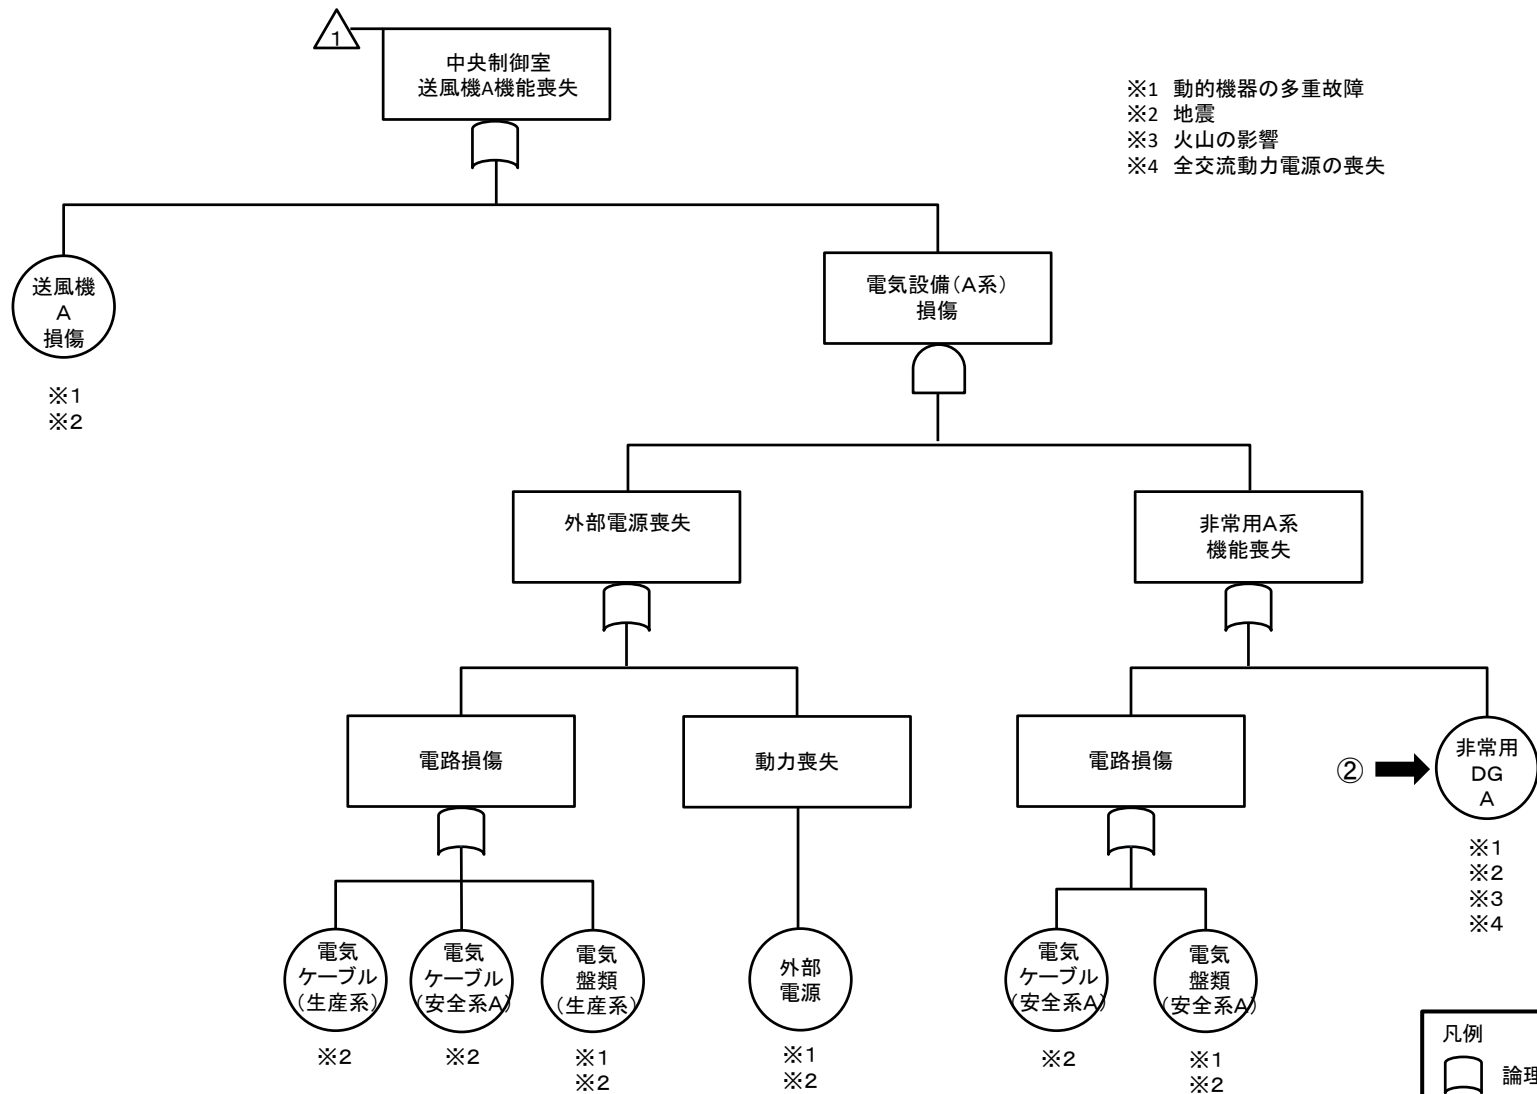 1
中央制御室
送風機A機能喪失
※1 動的機器の多重故障
※2 地震
※3 火山の影響
※4 全交流動力電源の喪失
送風機
A
損傷
※1
※2
電気設備(A系)
損傷
外部電源喪失
非常用A系
機能喪失
電路損傷
動力喪失
電路損傷
②
非常用
DG
A
※1
※2
※3
※4
電気
ケーブル
(生産系)
※2
電気
ケーブル
(安全系A)
※2
電気
盤類
(生産系)
※1
※2
外部
電源
※1
※2
電気
ケーブル
(安全系A)
※2
電気
盤類
(安全系A)
※1
※2
凡例
論理